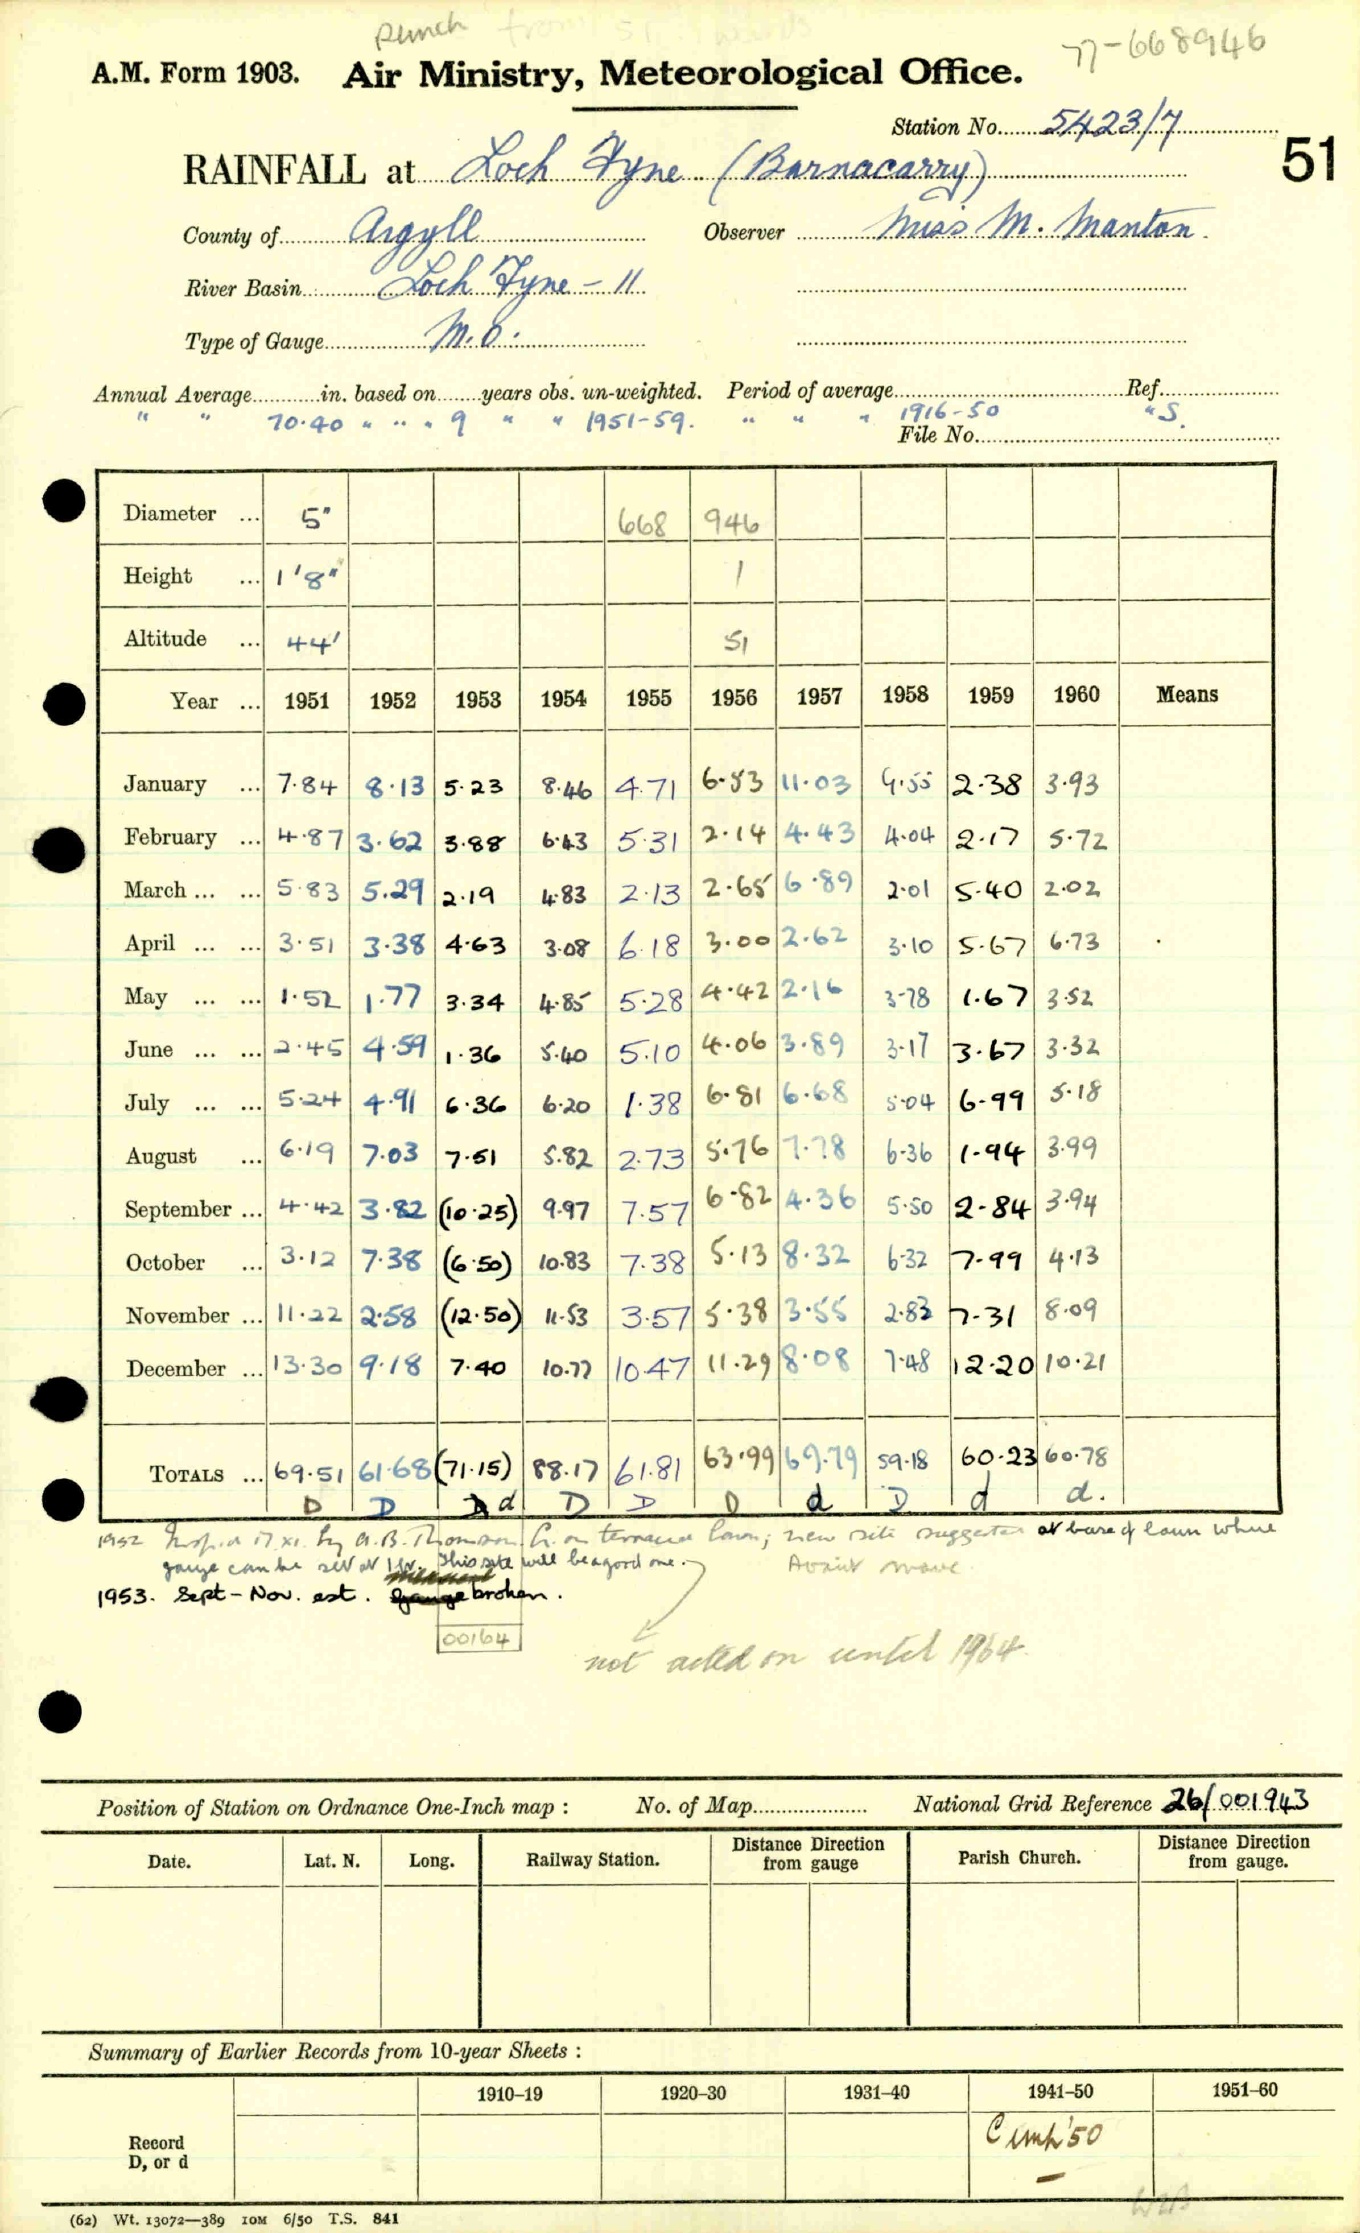 punch from 51 onwards
77-668946
A.M. Form 1903. Air Ministry, Meteorological Office.
Station No. 5423/7
51
RAINFALL at Loch Fyne (Barnacarry)
County of Argyll Observer Miss M. Manton.
River Basin Loch Fyne - 11
Type of Gauge M.O.
Annual Average in. based on years obs. un-weighted. Period of average Ref.
" " 70.40 " " " 9 " " 1951-59. " " " 1916-50 "S.
File No.
Diameter ... 5" 668 946
Height ... 1'8" 1
Altitude ... 44' 51
Year ... 1951 1952 1953 1954 1955 1956 1957 1958 1959 1960 Means
January ... 7.84 8.13 5.23 8.46 4.71 6.53 11.03 4.55 2.38 3.93
February ... 4.87 3.62 3.88 6.43 5.31 2.14 4.43 4.04 2.17 5.72
March ... ... 5.83 5.29 2.19 4.83 2.13 2.65 6.89 2.01 5.40 2.02
April ... ... 3.51 3.38 4.63 3.08 6.18 3.00 2.62 3.10 5.67 6.73
May ... ... 1.52 1.77 3.34 4.85 5.28 4.42 2.16 3.78 1.67 3.52
June ... ... 2.45 4.59 1.36 5.40 5.10 4.06 3.89 3.17 3.67 3.32
July ... ... 5.24 4.91 6.36 6.20 1.38 6.81 6.68 5.04 6.99 5.18
August ... 6.19 7.03 7.51 5.82 2.73 5.76 7.78 6.36 1.94 3.99
September ... 4.42 3.82 (10.25) 9.97 7.57 6.82 4.36 5.50 2.84 3.94
October ... 3.12 7.38 (6.50) 10.83 7.38 5.13 8.32 6.32 7.99 4.13
November ... 11.22 2.58 (12.50) 11.53 3.57 5.38 3.55 2.83 7.31 8.09
December ... 13.30 9.18 7.40 10.77 10.47 11.29 8.08 7.48 12.20 10.21
TOTALS ... 69.51 61.68 (71.15) 88.17 61.81 63.99 69.79 59.18 60.23 60.78
D D d D D D d D d d.
1952 Insp.d 17.xi. by A.B. Thomson G. on terraced lawn; new site suggested at base of lawn where
gauge can be set at 1 ft. This site will be a good one. Await move.
1953. Sept - Nov. est. broken.
00164
not acted on until 1964.
Position of Station on Ordnance One-Inch map : No. of Map National Grid Reference 26/001943
Date. Lat. N. Long. Railway Station. Distance Direction from gauge Parish Church. Distance Direction from gauge.
Summary of Earlier Records from 10-year Sheets :
1910–19 1920–30 1931–40 1941–50 1951–60
Record D, or d
'50
(62) Wt. 13072—389 10M 6/50 T.S. 841